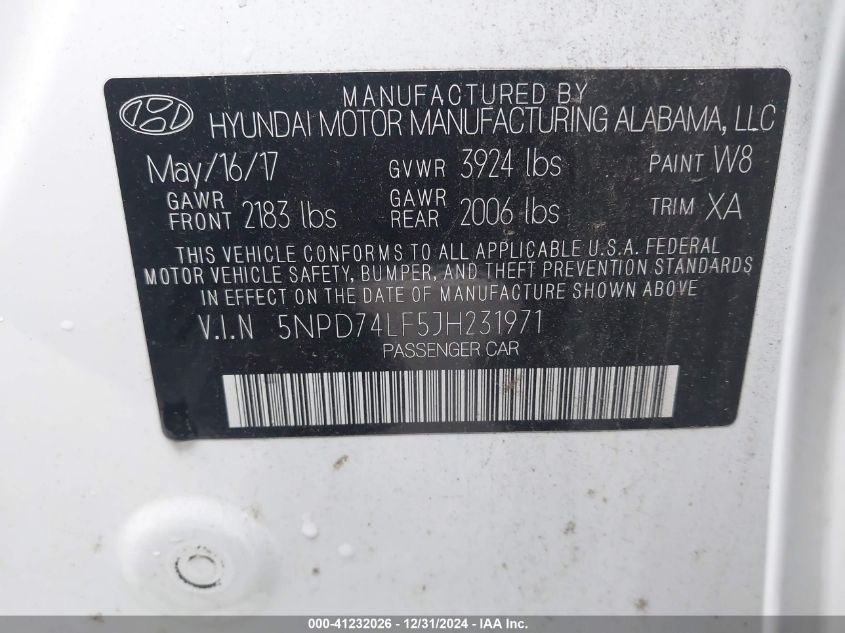 MANUFACTURED BY
HYUNDAI MOTOR MANUFACTURING ALABAMA, LLC
May/16/17 GVWR 3924 lbs PAINT W8
GAWR FRONT 2183 lbs GAWR REAR 2006 lbs TRIM XA
THIS VEHICLE CONFORMS TO ALL APPLICABLE U.S.A. FEDERAL
MOTOR VEHICLE SAFETY, BUMPER, AND THEFT PREVENTION STANDARDS
IN EFFECT ON THE DATE OF MANUFACTURE SHOWN ABOVE
V.I.N 5NPD74LF5JH231971
PASSENGER CAR
000-41232026 - 12/31/2024 - IAA Inc.